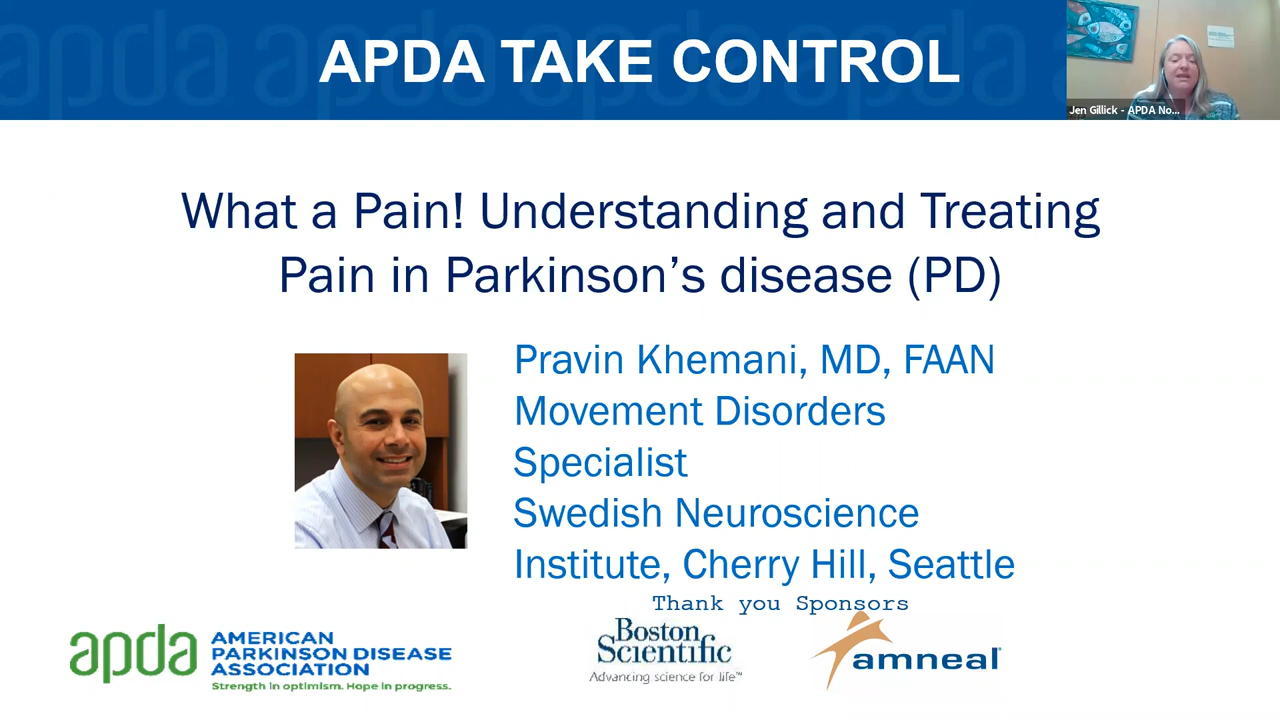 APDA TAKE CONTROL
Jen Gillick - APDA No...
What a Pain! Understanding and Treating
Pain in Parkinson’s disease (PD)
Pravin Khemani, MD, FAAN
Movement Disorders
Specialist
Swedish Neuroscience
Institute, Cherry Hill, Seattle
Thank you Sponsors
apda AMERICAN
PARKINSON DISEASE
ASSOCIATION
Strength in optimism. Hope in progress.
Boston
Scientific
Advancing science for life™
amneal®